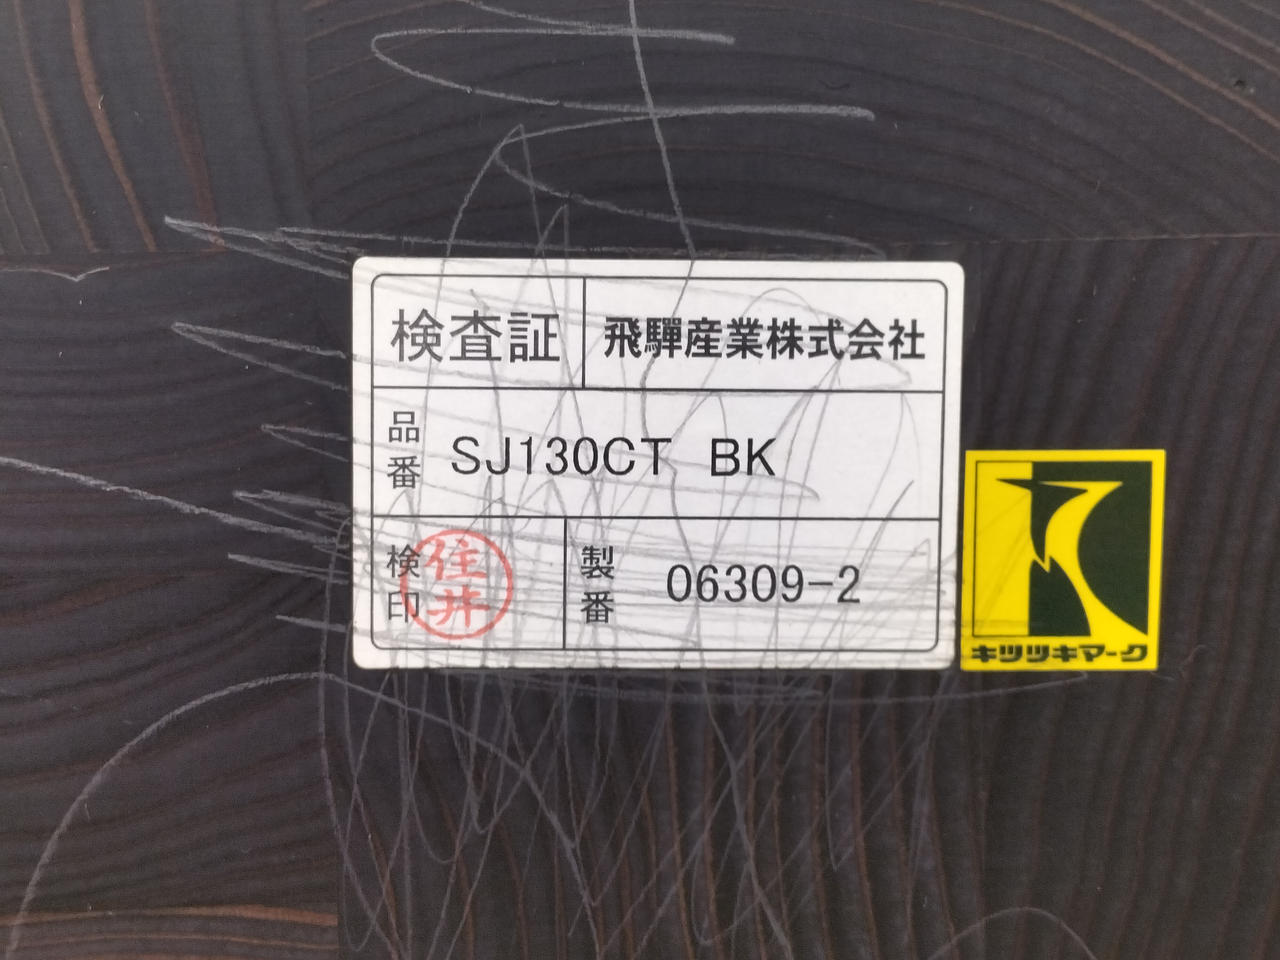 検査証 飛驒産業株式会社
品番 SJ130CT BK
検印 住井 製番 06309-2
キツツキマーク